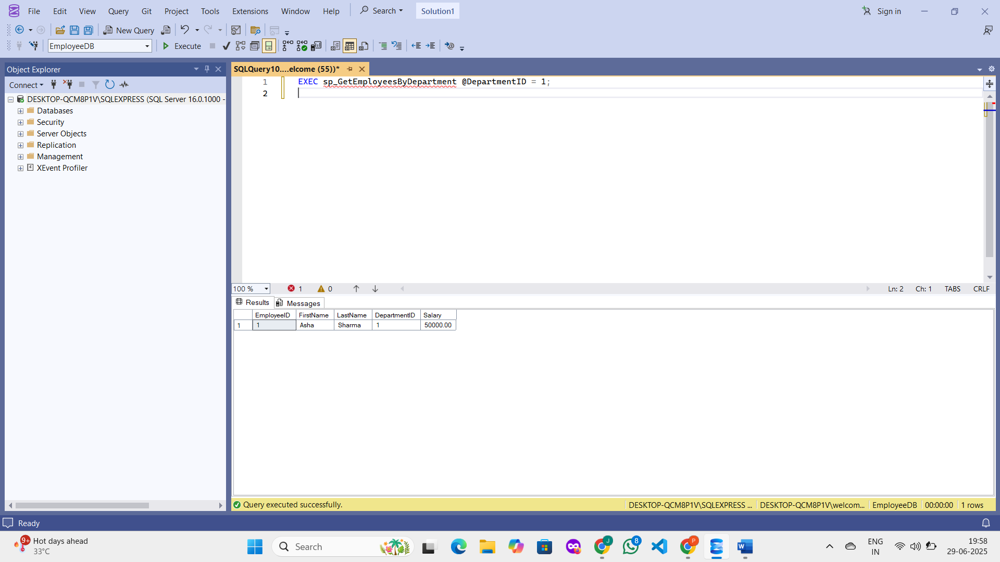 File Edit View Query Git Project Tools Extensions Window Help Search Solution1 Sign in
New Query
EmployeeDB Execute
Object Explorer
Connect
DESKTOP-QCM8P1V\SQLEXPRESS (SQL Server 16.0.1000 -
Databases
Security
Server Objects
Replication
Management
XEvent Profiler
SQLQuery10....elcome (55))*
1 EXEC sp_GetEmployeesByDepartment @DepartmentID = 1;
2
100 % 1 0 Ln: 2 Ch: 1 TABS CRLF
Results Messages
EmployeeID FirstName LastName DepartmentID Salary
1 1 Asha Sharma 1 50000.00
Query executed successfully. DESKTOP-QCM8P1V\SQLEXPRESS ... DESKTOP-QCM8P1V\welcom... EmployeeDB 00:00:00 1 rows
Ready
9+ Hot days ahead
33°C
Search
J
8
P
W
ENG
IN
19:58
29-06-2025